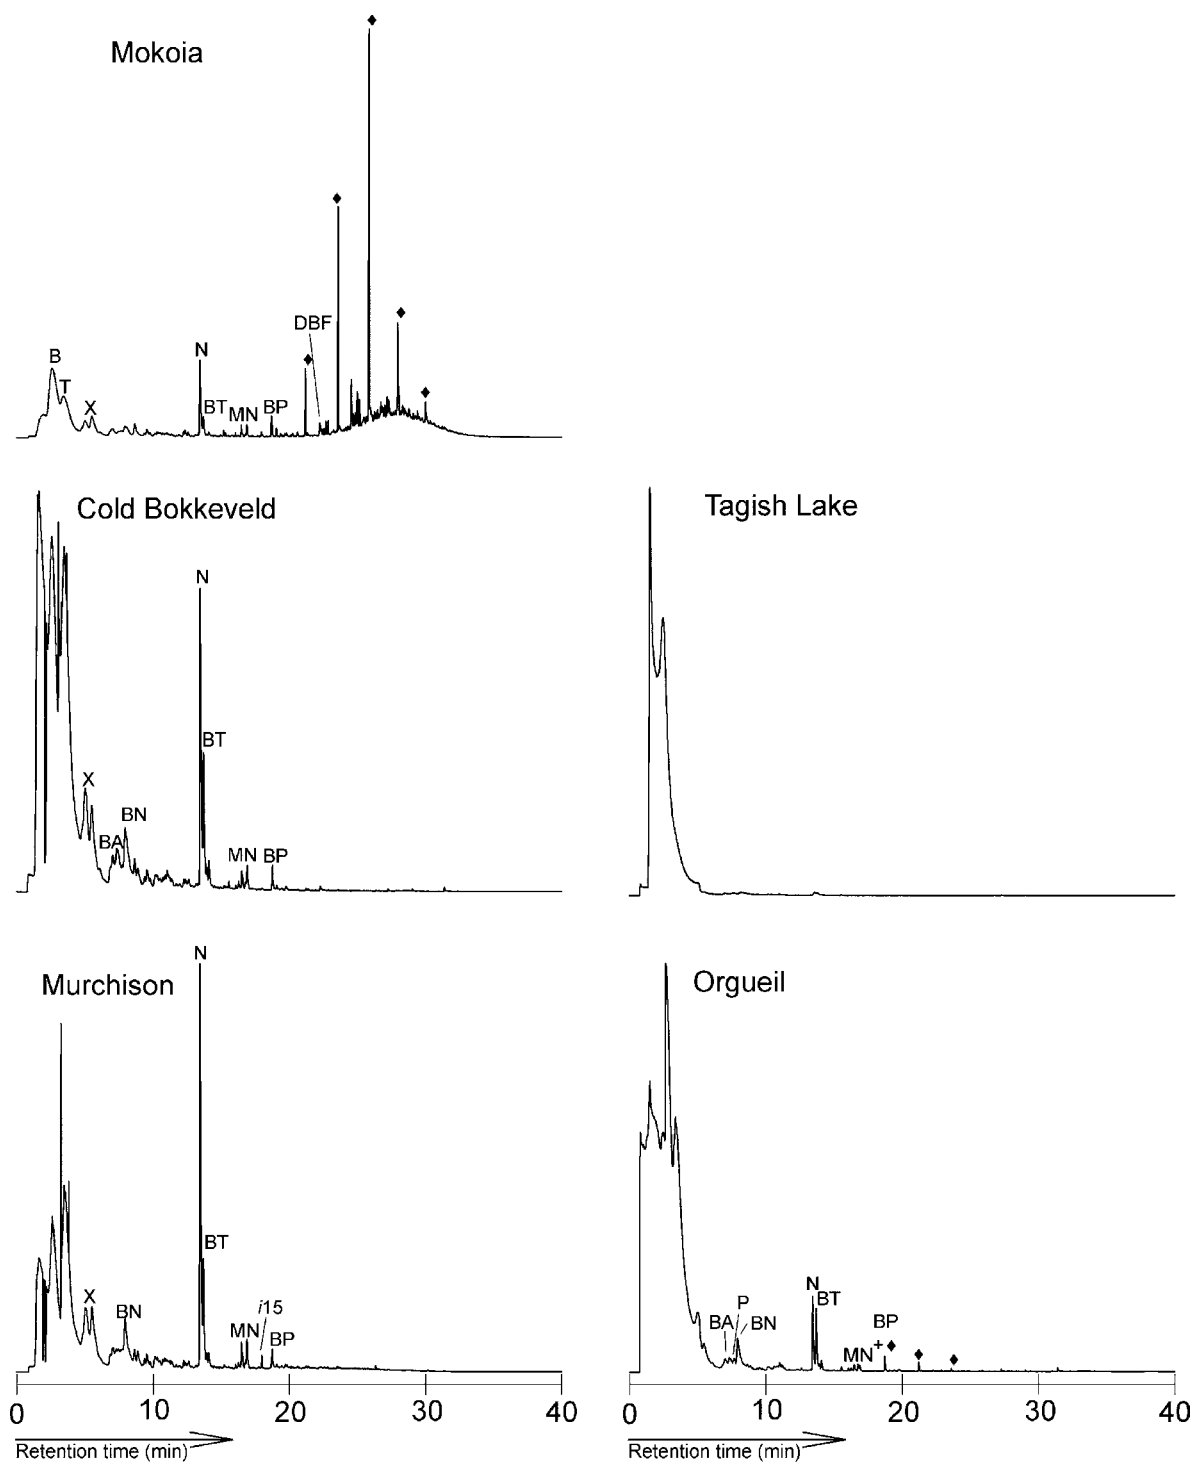 Mokoia
♦
♦
DBF
♦
B
N
♦
T
X
BT
MN
BP
♦
Cold Bokkeveld
Tagish Lake
N
BT
X
BN
BA
MN
BP
N
Murchison
Orgueil
BT
X
BN
i15
MN
BP
N
P
BT
BA
BN
BP
MN
+
♦
♦
♦
0
10
20
30
40
0
10
20
30
40
Retention time (min)
Retention time (min)